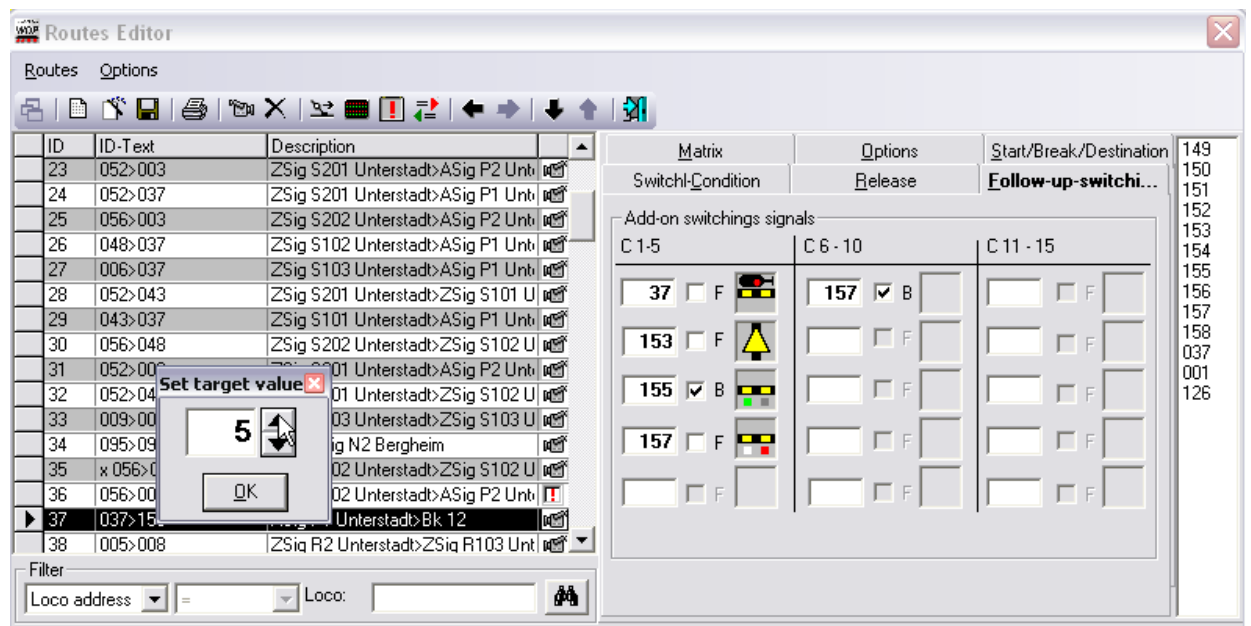 Routes Editor
Routes Options
ID ID-Text Description
23 052>003 ZSig S201 Unterstadt>ASig P2 Unt
24 052>037 ZSig S201 Unterstadt>ASig P1 Unt
25 056>003 ZSig S202 Unterstadt>ASig P2 Unt
26 048>037 ZSig S102 Unterstadt>ASig P1 Unt
27 006>037 ZSig S103 Unterstadt>ASig P1 Unt
28 052>043 ZSig S201 Unterstadt>ZSig S101 U
29 043>037 ZSig S101 Unterstadt>ASig P1 Unt
30 056>048 ZSig S202 Unterstadt>ZSig S102 U
31 052>00 01 Unterstadt>ASig P2 Unt
32 052>04 01 Unterstadt>ZSig S102 U
33 009>00 03 Unterstadt>ZSig S103 U
34 095>09 ig N2 Bergheim
35 x 056>0 02 Unterstadt>ZSig S102 U
36 056>00 02 Unterstadt>ASig P2 Unt
37 037>15 Unterstadt>Bk 12
38 005>008 ZSig R2 Unterstadt>ZSig R103 Unt
Set target value
5
OK
Filter
Loco address = Loco:
Matrix Options Start/Break/Destination
Switchl-Condition Release Follow-up-switchi...
Add-on switchings signals
C 1-5 C 6 - 10 C 11 - 15
37 F 157 B F
153 F F F
155 B F F
157 F F F
F F F
149
150
151
152
153
154
155
156
157
158
037
001
126